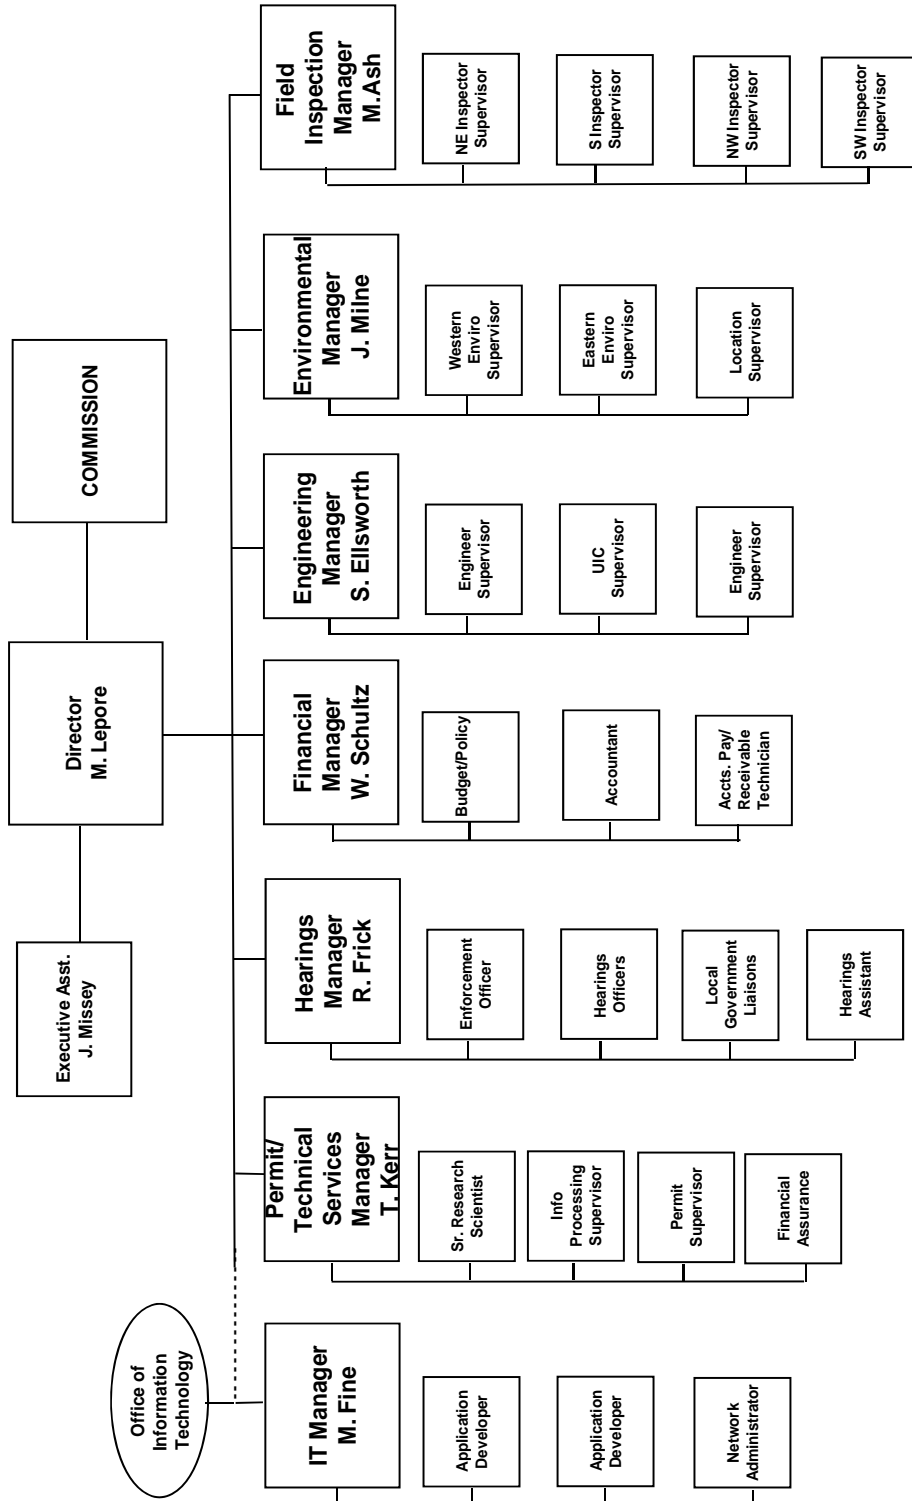 COMMISSION
Director
M. Lepore
Executive Asst.
J. Missey
Office of
Information
Technology
IT Manager
M. Fine
Application
Developer
Application
Developer
Network
Administrator
Permit/
Technical
Services
Manager
T. Kerr
Sr. Research
Scientist
Info
Processing
Supervisor
Permit
Supervisor
Financial
Assurance
Hearings
Manager
R. Frick
Enforcement
Officer
Hearings
Officers
Local
Government
Liaisons
Hearings
Assistant
Financial
Manager
W. Schultz
Budget/Policy
Accountant
Accts. Pay/
Receivable
Technician
Engineering
Manager
S. Ellsworth
Engineer
Supervisor
UIC
Supervisor
Engineer
Supervisor
Environmental
Manager
J. Milne
Western
Enviro
Supervisor
Eastern
Enviro
Supervisor
Location
Supervisor
Field
Inspection
Manager
M.Ash
NE Inspector
Supervisor
S Inspector
Supervisor
NW Inspector
Supervisor
SW Inspector
Supervisor